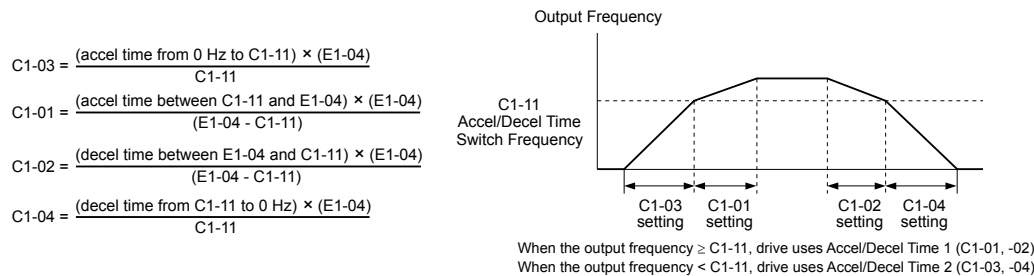 C1-03 = (accel time from 0 Hz to C1-11) × (E1-04)
C1-11
C1-01 = (accel time between C1-11 and E1-04) × (E1-04)
(E1-04 - C1-11)
C1-02 = (decel time between E1-04 and C1-11) × (E1-04)
(E1-04 - C1-11)
C1-04 = (decel time from C1-11 to 0 Hz) × (E1-04)
C1-11
Output Frequency
C1-11
Accel/Decel Time
Switch Frequency
C1-03
setting
C1-01
setting
C1-02
setting
C1-04
setting
When the output frequency ≥ C1-11, drive uses Accel/Decel Time 1 (C1-01, -02)
When the output frequency < C1-11, drive uses Accel/Decel Time 2 (C1-03, -04)